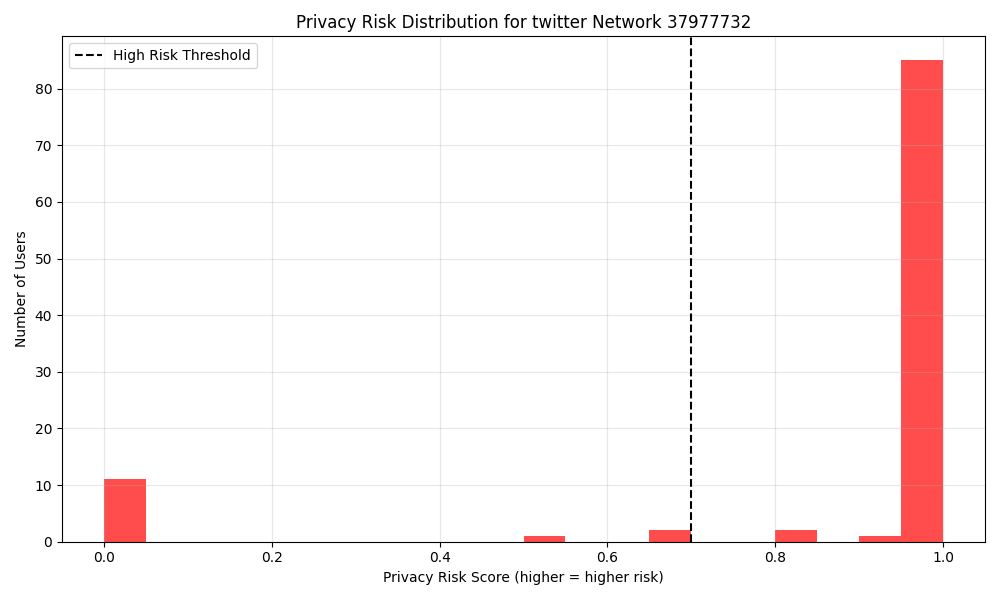 Privacy Risk Distribution for twitter Network 37977732
High Risk Threshold
Number of Users
80
70
60
50
40
30
20
10
0
0.0 0.2 0.4 0.6 0.8 1.0
Privacy Risk Score (higher = higher risk)